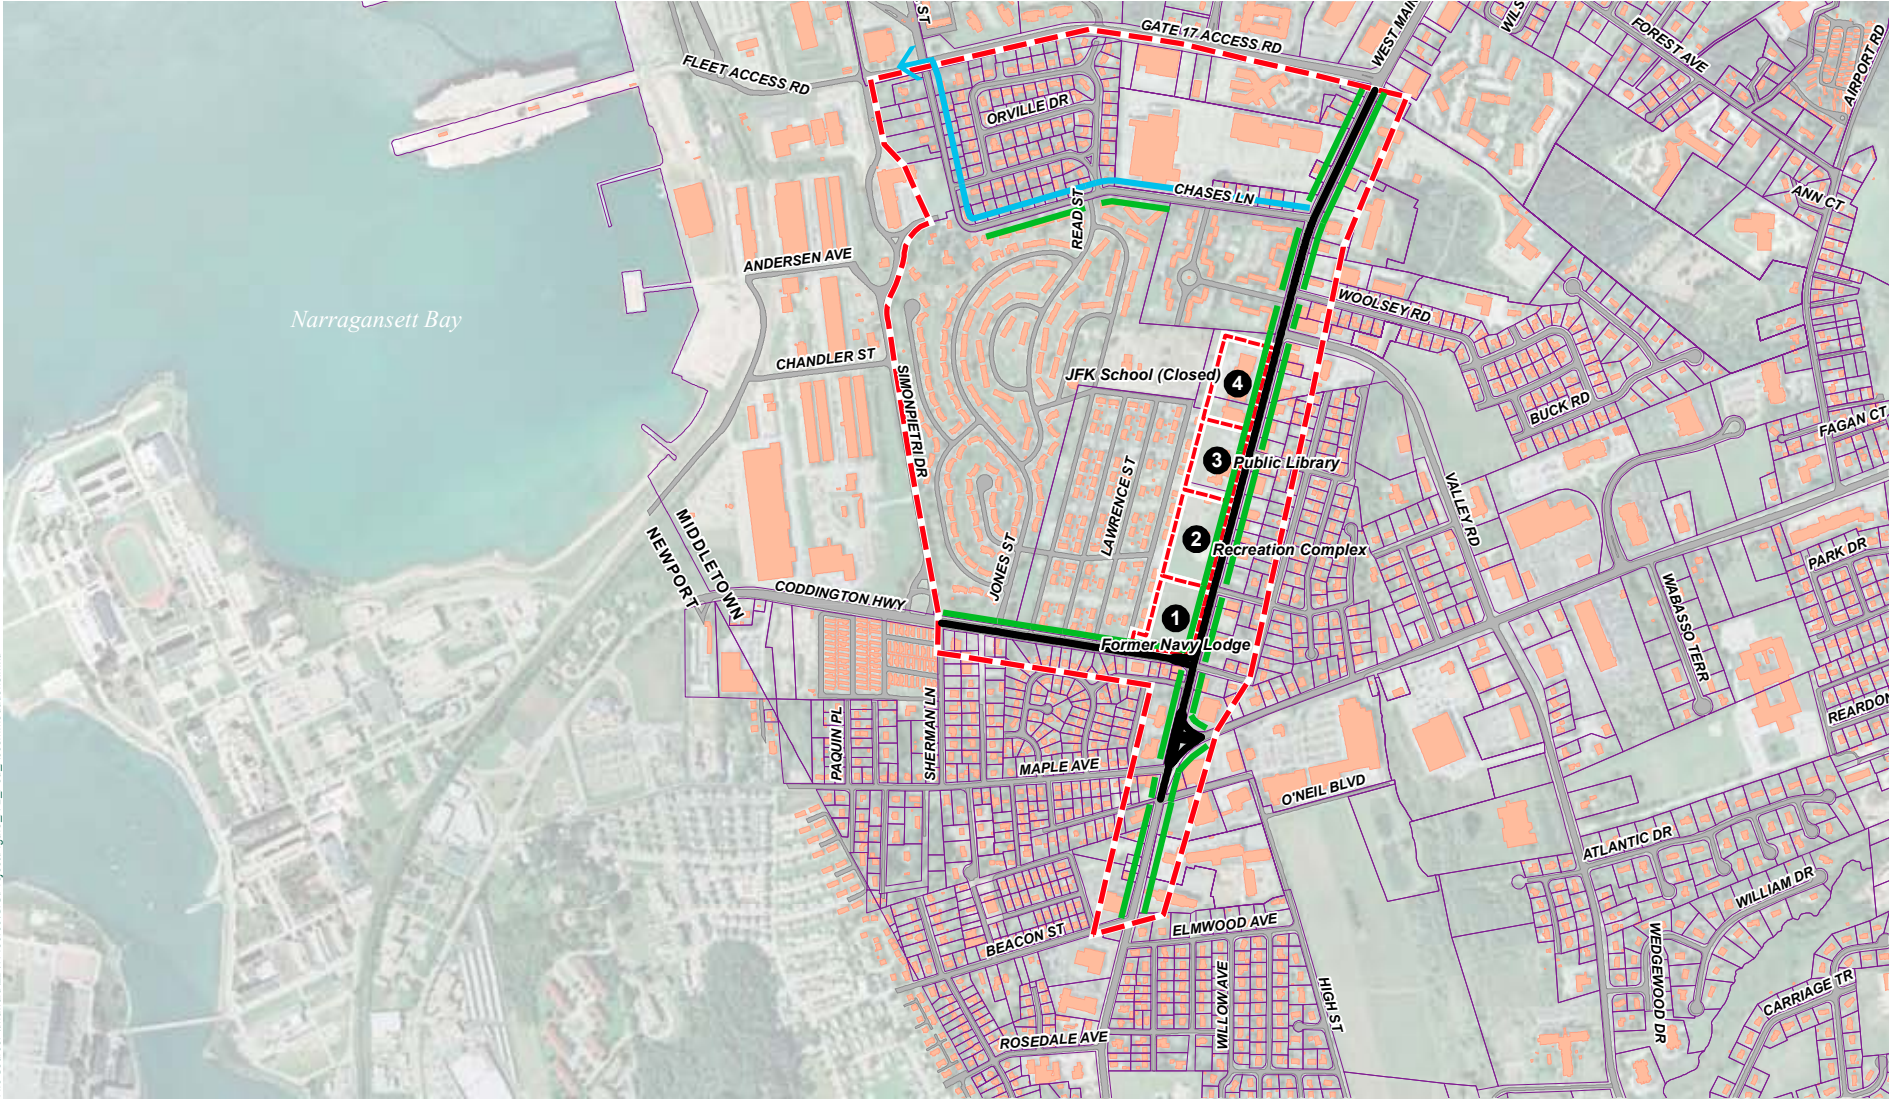 ST
GATE 17 ACCESS RD
WEST MAIN
WILS
FOREST AVE
AIRPORT RD
FLEET ACCESS RD
ORVILLE DR
CHASES LN
READ ST
ANN CT
ANDERSEN AVE
WOOLSEY RD
Narragansett Bay
CHANDLER ST
SIMONPIETRI DR
JFK School (Closed)
4
BUCK RD
FAGAN CT
3
Public Library
LAWRENCE ST
VALLEY RD
MIDDLETOWN
NEWPORT
2
Recreation Complex
JONES ST
PARK DR
WABASSO TERR
CODDINGTON HWY
1
Former Navy Lodge
REARDON
PAQUIN PL
SHERMAN LN
MAPLE AVE
O'NEIL BLVD
ATLANTIC DR
WILLIAM DR
BEACON ST
ELMWOOD AVE
WEDGEWOOD DR
WILLOW AVE
HIGH ST
CARRIAGE TR
ROSEDALE AVE